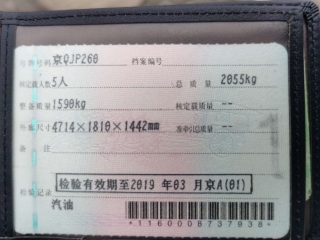 号牌号码 京QJP260 档案编号
核定载人数 5人 总质量 2055kg
整备质量 1590kg 核定载质量 --
外廓尺寸 4714×1810×1442mm 准牵引总质量 --
备注
检验记录 检验有效期至2019年03月京A(01)
汽油
*1160008737938*